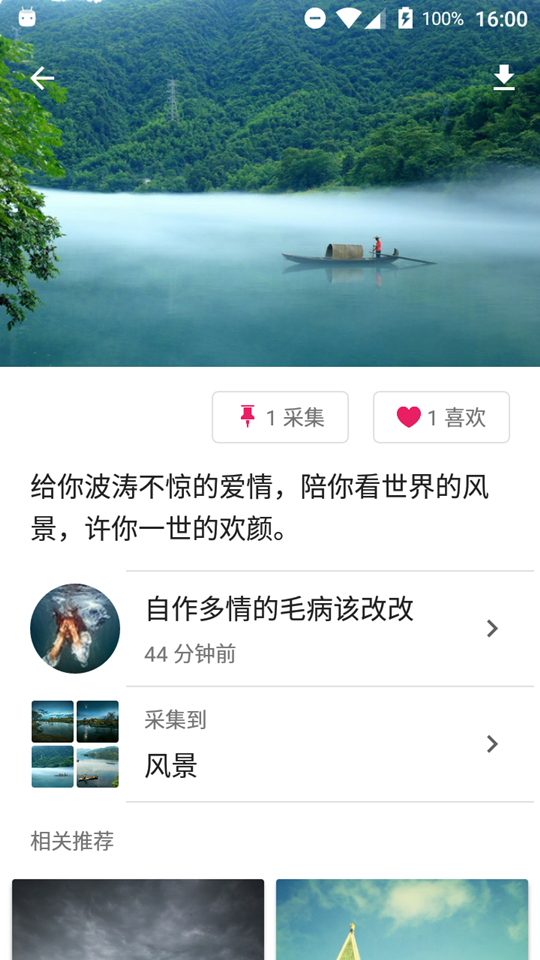 100% 16:00
1 采集 1 喜欢
给你波涛不惊的爱情，陪你看世界的风
景，许你一世的欢颜。
自作多情的毛病该改改
44 分钟前
采集到
风景
相关推荐